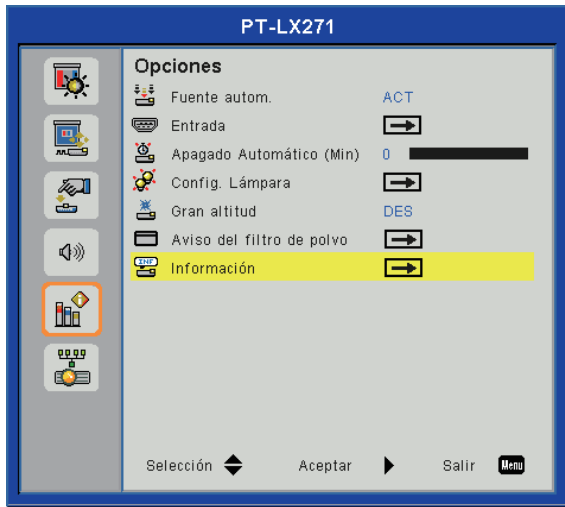 PT-LX271
Opciones
Fuente autom. ACT
Entrada
Apagado Automático (Min) 0
Config. Lámpara
Gran altitud DES
Aviso del filtro de polvo
INF
Información
Selección Aceptar Salir Menu